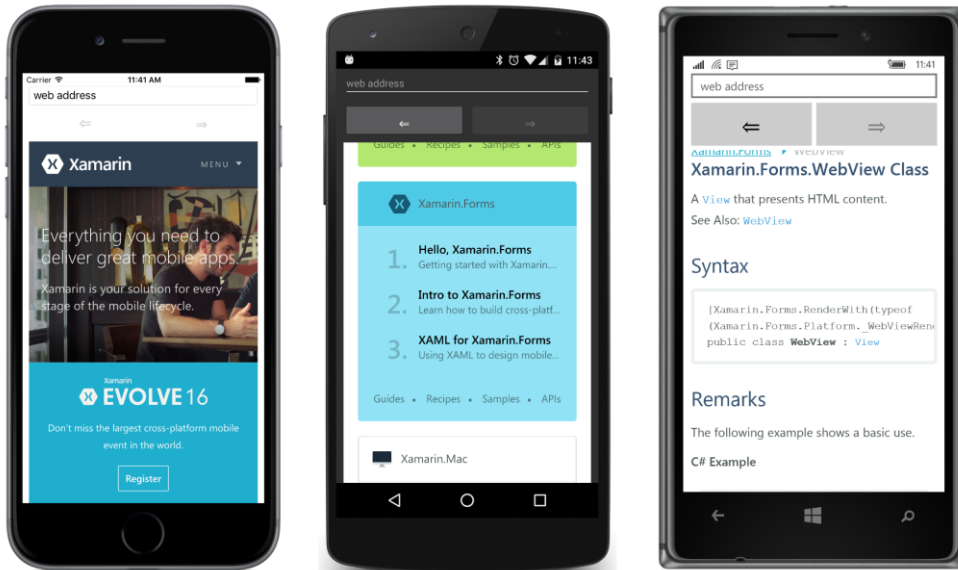 Carrier 11:41 AM
web address
⇐ ⇒
Xamarin MENU
Everything you need to
deliver great mobile apps.
Xamarin is your solution for every
stage of the mobile lifecycle.
Xamarin
EVOLVE 16
Don't miss the largest cross-platform mobile
event in the world.
Register
11:43
web address
⇐ ⇒
Guides • Recipes • Samples • APIs
Xamarin.Forms
1. Hello, Xamarin.Forms
Getting started with Xamarin....
2. Intro to Xamarin.Forms
Learn how to build cross-platf...
3. XAML for Xamarin.Forms
Using XAML to design mobile...
Guides • Recipes • Samples • APIs
Xamarin.Mac
11:41
web address
⇐ ⇒
Xamarin.Forms WebView
Xamarin.Forms.WebView Class
A View that presents HTML content.
See Also: WebView
Syntax
[Xamarin.Forms.RenderWith(typeof
(Xamarin.Forms.Platform._WebViewRend
public class WebView : View
Remarks
The following example shows a basic use.
C# Example